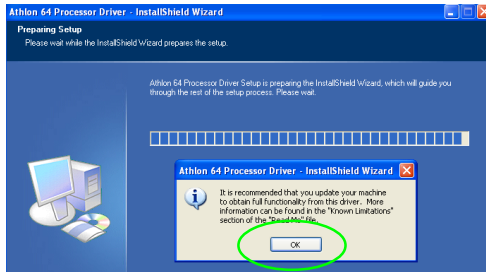 Athlon 64 Processor Driver - InstallShield Wizard
Preparing Setup
Please wait while the InstallShield Wizard prepares the setup.
Athlon 64 Processor Driver Setup is preparing the InstallShield Wizard, which will guide you
through the rest of the setup process. Please wait.
Athlon 64 Processor Driver - InstallShield Wizard
It is recommended that you update your machine
to obtain full functionality from this driver. More
information can be found in the "Known Limitations"
section of the "Read Me" file.
OK